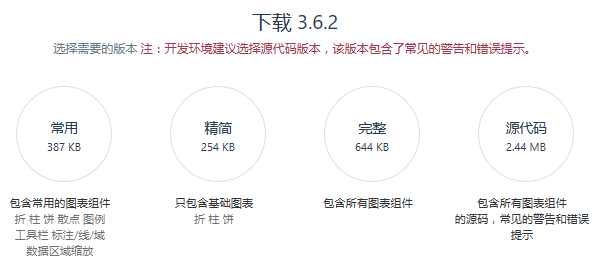 下载 3.6.2
选择需要的版本 注：开发环境建议选择源代码版本，该版本包含了常见的警告和错误提示。
常用
387 KB
精简
254 KB
完整
644 KB
源代码
2.44 MB
包含常用的图表组件
折 柱 饼 散点 图例
工具栏 标注/线/域
数据区域缩放
只包含基础图表
折 柱 饼
包含所有图表组件
包含所有图表组件
的源码，常见的警告和错误
提示